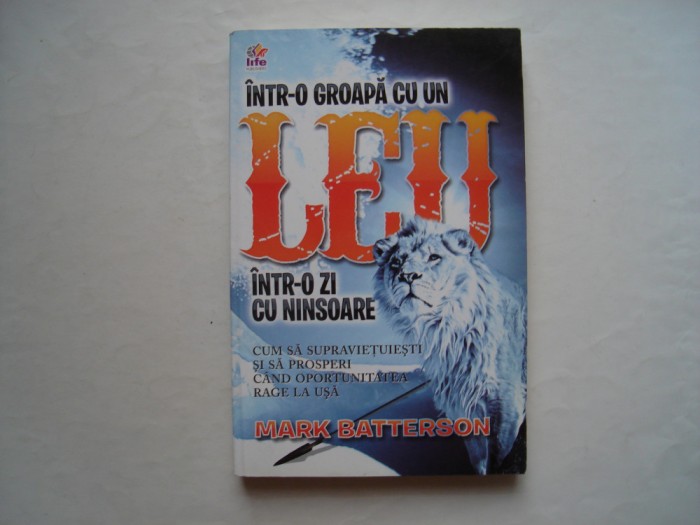 life
ÎNTR-O GROAPĂ CU UN
LEU
ÎNTR-O ZI
CU NINSOARE
CUM SĂ SUPRAVIEȚUIEȘTI
ȘI SĂ PROSPERI
CÂND OPORTUNITATEA
RAGE LA UȘĂ
MARK BATTERSON